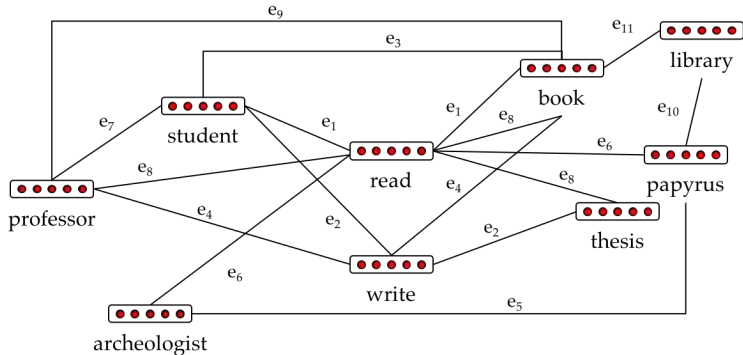 e9
e3
e11
library
book
e7
student
e1
e1
e8
e10
e8
read
e6
papyrus
professor
e4
e2
e4
e8
thesis
e2
e6
write
archeologist
e5